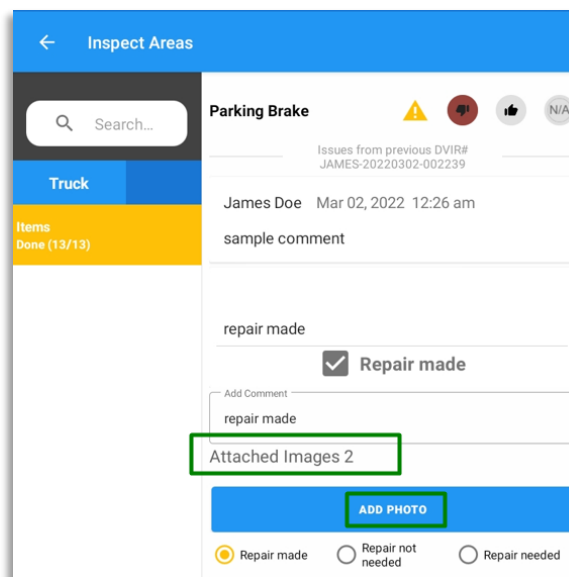 Inspect Areas
Search...
Truck
Items
Done (13/13)
Parking Brake
N/A
Issues from previous DVIR#
JAMES-20220302-002239
James Doe Mar 02, 2022 12:26 am
sample comment
repair made
Repair made
Add Comment
repair made
Attached Images 2
ADD PHOTO
Repair made
Repair not
needed
Repair needed